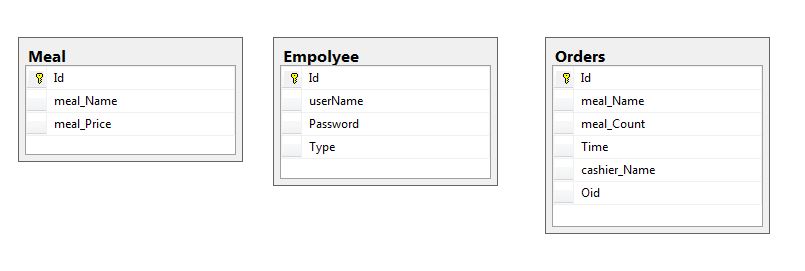 Meal
Id
meal_Name
meal_Price
Empolyee
Id
userName
Password
Type
Orders
Id
meal_Name
meal_Count
Time
cashier_Name
Oid